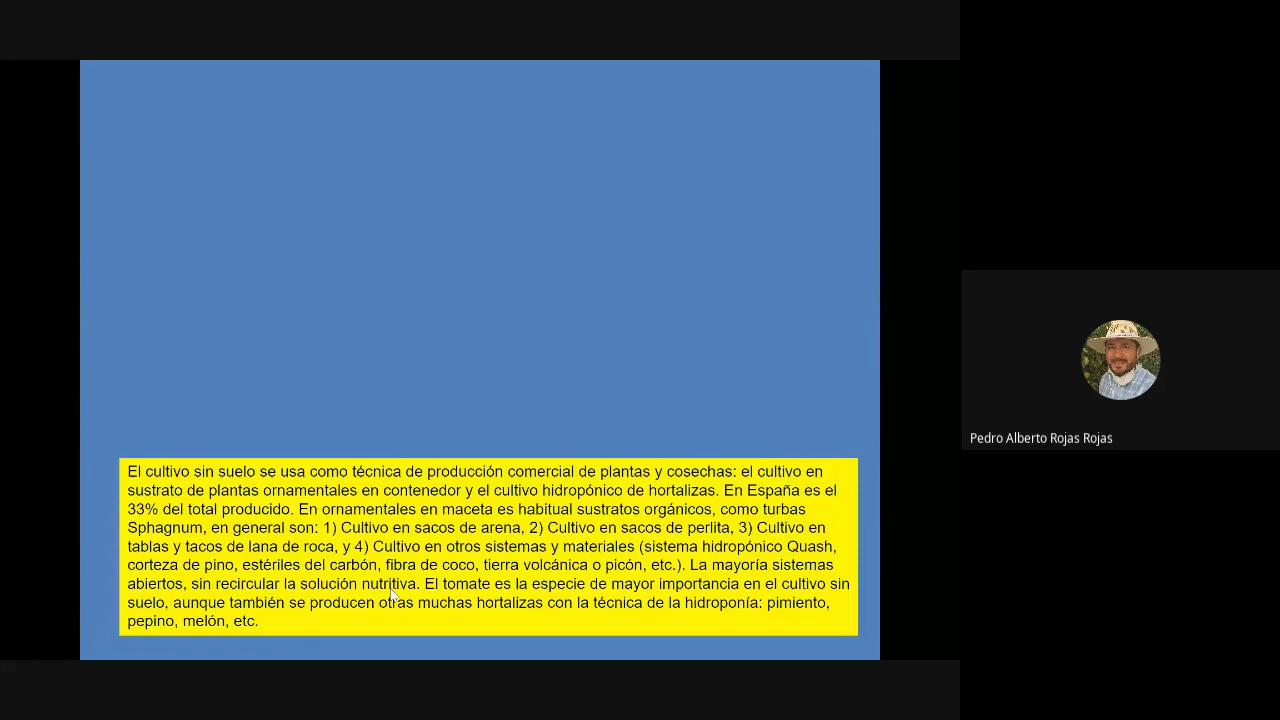 El cultivo sin suelo se usa como técnica de producción comercial de plantas y cosechas: el cultivo en
sustrato de plantas ornamentales en contenedor y el cultivo hidropónico de hortalizas. En España es el
33% del total producido. En ornamentales en maceta es habitual sustratos orgánicos, como turbas
Sphagnum, en general son: 1) Cultivo en sacos de arena, 2) Cultivo en sacos de perlita, 3) Cultivo en
tablas y tacos de lana de roca, y 4) Cultivo en otros sistemas y materiales (sistema hidropónico Quash,
corteza de pino, estériles del carbón, fibra de coco, tierra volcánica o picón, etc.). La mayoría sistemas
abiertos, sin recircular la solución nutritiva. El tomate es la especie de mayor importancia en el cultivo sin
suelo, aunque también se producen otras muchas hortalizas con la técnica de la hidroponía: pimiento,
pepino, melón, etc.
Pedro Alberto Rojas Rojas